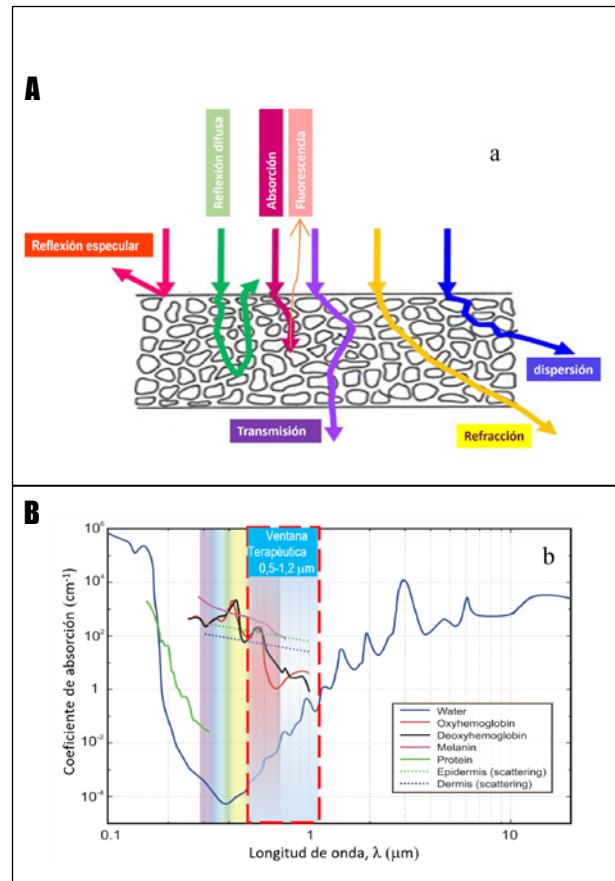 A
Reflexión difusa
Absorción
Fluorescencia
a
Reflexión especular
dispersión
Transmisión
Refracción
B
Ventana
Terapéutica
0,5-1,2 µm
b
Coeficiente de absorción (cm⁻¹)
10⁶
10⁴
10²
1
10⁻²
10⁻⁴
Water
Oxyhemoglobin
Deoxyhemoglobin
Melanin
Protein
Epidermis (scattering)
Dermis (scattering)
0.1 1 10
Longitud de onda, λ (µm)